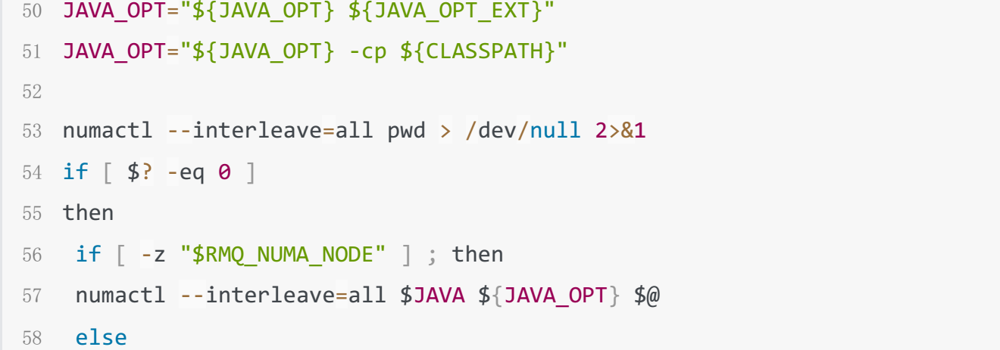 50 JAVA_OPT="${JAVA_OPT} ${JAVA_OPT_EXT}"
51 JAVA_OPT="${JAVA_OPT} -cp ${CLASSPATH}"
52
53 numactl --interleave=all pwd > /dev/null 2>&1
54 if [ $? -eq 0 ]
55 then
56  if [ -z "$RMQ_NUMA_NODE" ] ; then
57  numactl --interleave=all $JAVA ${JAVA_OPT} $@
58  else